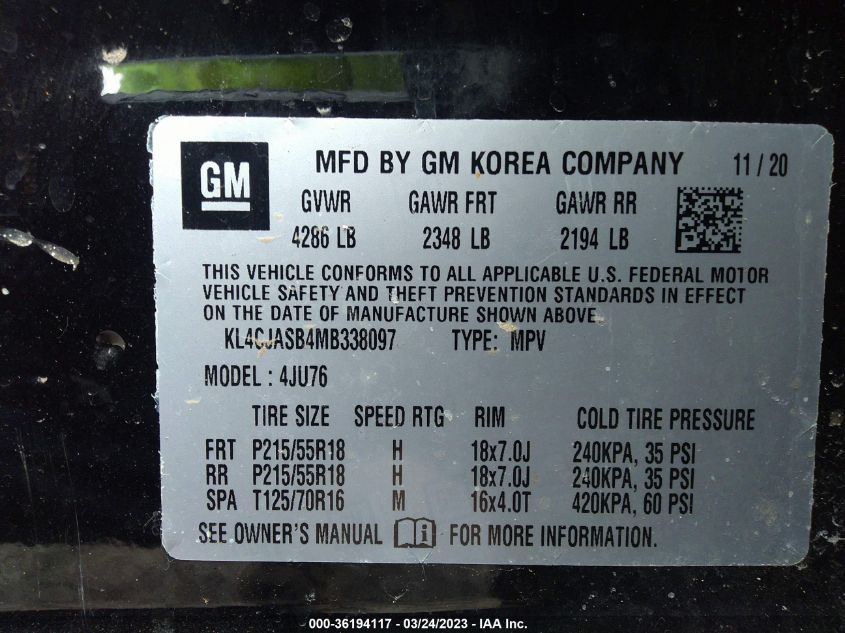 GM
MFD BY GM KOREA COMPANY 11/20
GVWR GAWR FRT GAWR RR
4286 LB 2348 LB 2194 LB
THIS VEHICLE CONFORMS TO ALL APPLICABLE U.S. FEDERAL MOTOR
VEHICLE SAFETY AND THEFT PREVENTION STANDARDS IN EFFECT
ON THE DATE OF MANUFACTURE SHOWN ABOVE.
KL4CJASB4MB338097 TYPE: MPV
MODEL: 4JU76
TIRE SIZE SPEED RTG RIM COLD TIRE PRESSURE
FRT P215/55R18 H 18x7.0J 240KPA, 35 PSI
RR P215/55R18 H 18x7.0J 240KPA, 35 PSI
SPA T125/70R16 M 16x4.0T 420KPA, 60 PSI
SEE OWNER'S MANUAL i FOR MORE INFORMATION.
000-36194117 - 03/24/2023 - IAA Inc.